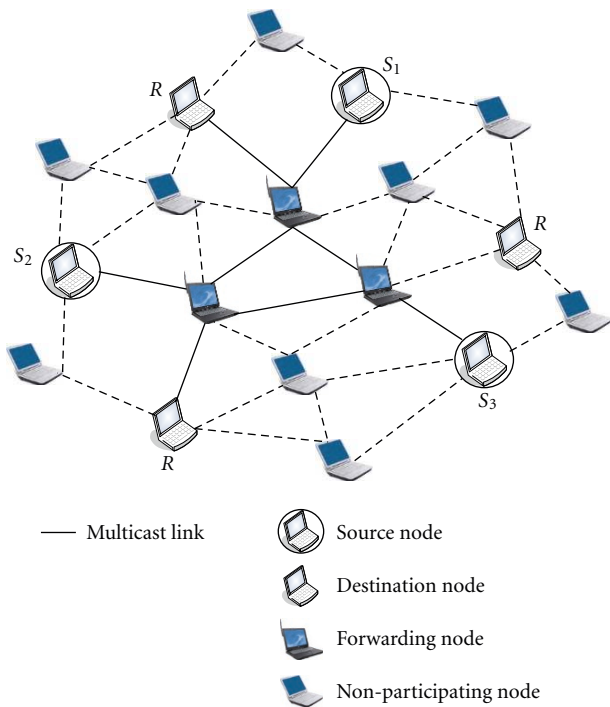 S1
R
R
S2
S3
R
Multicast link
Source node
Destination node
Forwarding node
Non-participating node